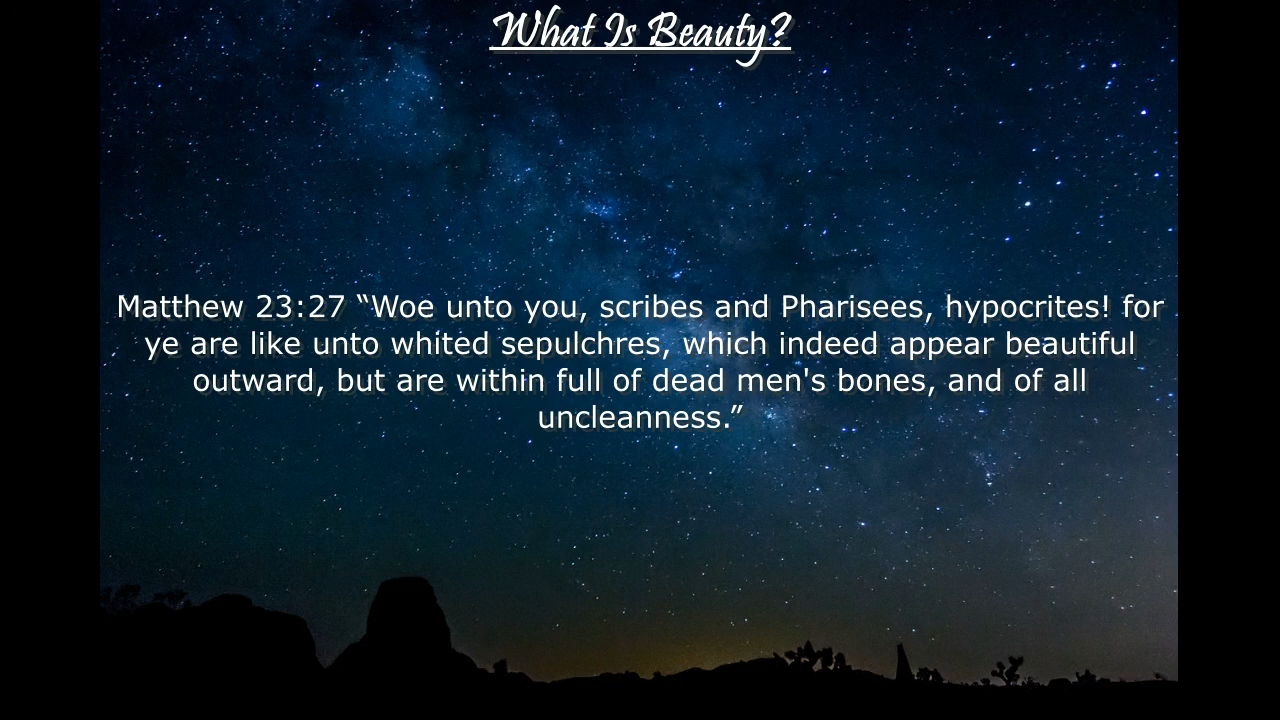 What Is Beauty?
Matthew 23:27 “Woe unto you, scribes and Pharisees, hypocrites! for
ye are like unto whited sepulchres, which indeed appear beautiful
outward, but are within full of dead men's bones, and of all
uncleanness.”